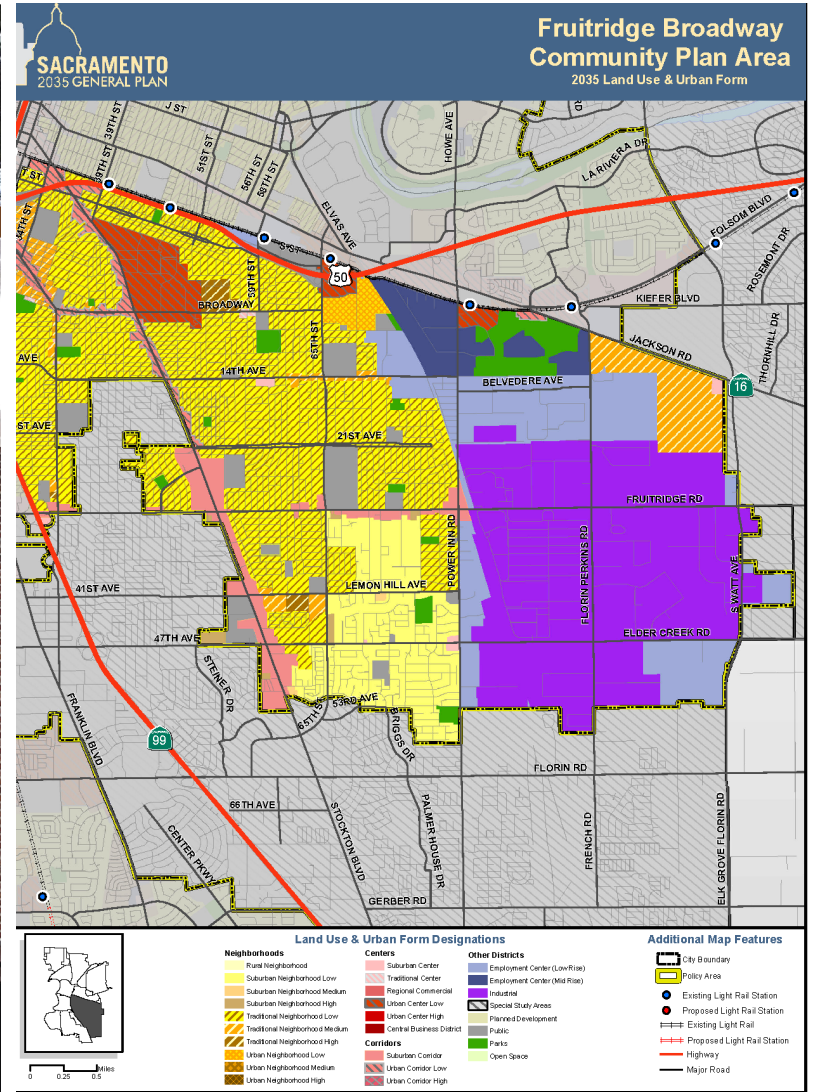 SACRAMENTO
2035 GENERAL PLAN
Fruitridge Broadway
Community Plan Area
2035 Land Use & Urban Form
J ST
39TH ST
51ST ST
56TH ST
58TH ST
HOWE AVE
RD
LA RIVIERA DR
ELVAS AVE
FOLSOM BLVD
ROSEMONT DR
S ST
50
59TH ST
BROADWAY
65TH ST
KIEFER BLVD
JACKSON RD
THORNHILL DR
16
AVE
14TH AVE
BELVEDERE AVE
ST AVE
21ST AVE
FRUITRIDGE RD
POWER INN RD
FLORIN PERKINS RD
S WATT AVE
LEMON HILL AVE
41ST AVE
47TH AVE
ELDER CREEK RD
STEINER DR
65TH S
53RD AVE
BRIGGS DR
FRANKLIN BLVD
99
FLORIN RD
66TH AVE
CENTER PKWY
STOCKTON BLVD
PALMER HOUSE DR
FRENCH RD
ELK GROVE FLORIN RD
GERBER RD
0 0.25 0.5 Miles
Land Use & Urban Form Designations
Neighborhoods
Rural Neighborhood
Suburban Neighborhood Low
Suburban Neighborhood Medium
Suburban Neighborhood High
Traditional Neighborhood Low
Traditional Neighborhood Medium
Traditional Neighborhood High
Urban Neighborhood Low
Urban Neighborhood Medium
Urban Neighborhood High
Centers
Suburban Center
Traditional Center
Regional Commercial
Urban Center Low
Urban Center High
Central Business District
Corridors
Suburban Corridor
Urban Corridor Low
Urban Corridor High
Other Districts
Employment Center (Low Rise)
Employment Center (Mid Rise)
Industrial
Special Study Areas
Planned Development
Public
Parks
Open Space
Additional Map Features
City Boundary
Policy Area
Existing Light Rail Station
Proposed Light Rail Station
Existing Light Rail
Proposed Light Rail Station
Highway
Major Road